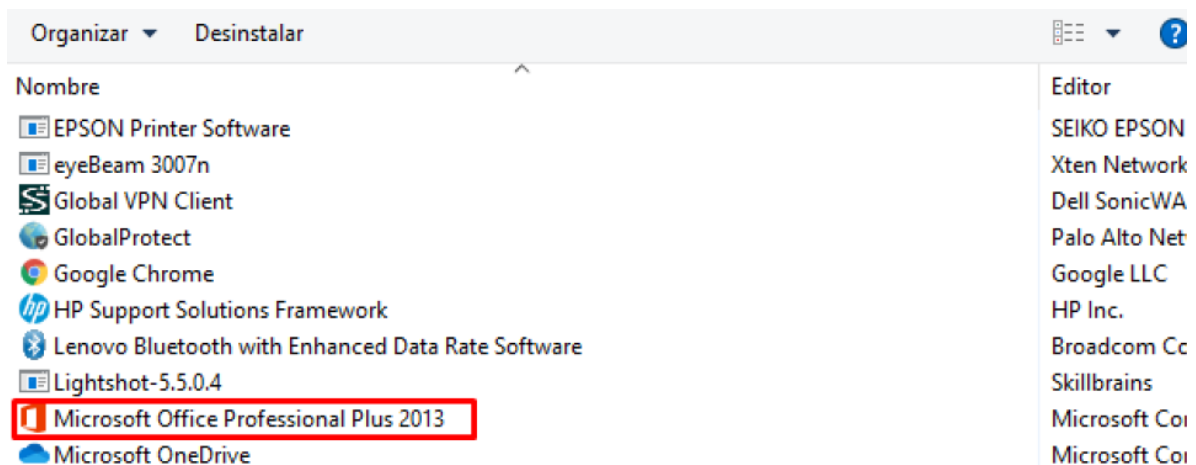 Organizar Desinstalar ?
Nombre Editor
EPSON Printer Software SEIKO EPSON
eyeBeam 3007n Xten Network
Global VPN Client Dell SonicWA
GlobalProtect Palo Alto Net
Google Chrome Google LLC
HP Support Solutions Framework HP Inc.
Lenovo Bluetooth with Enhanced Data Rate Software Broadcom Co
Lightshot-5.5.0.4 Skillbrains
Microsoft Office Professional Plus 2013 Microsoft Cor
Microsoft OneDrive Microsoft Cor